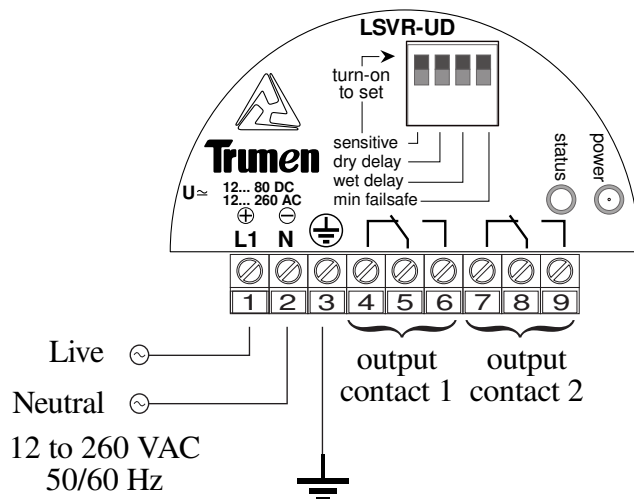 LSVR-UD
turn-on
to set
sensitive
dry delay
wet delay
min failsafe
status
power
Trumen
U≃ 12... 80 DC
12... 260 AC
⊕ ⊖
L1 N
1 2 3 4 5 6 7 8 9
Live
Neutral
12 to 260 VAC
50/60 Hz
output
contact 1
output
contact 2